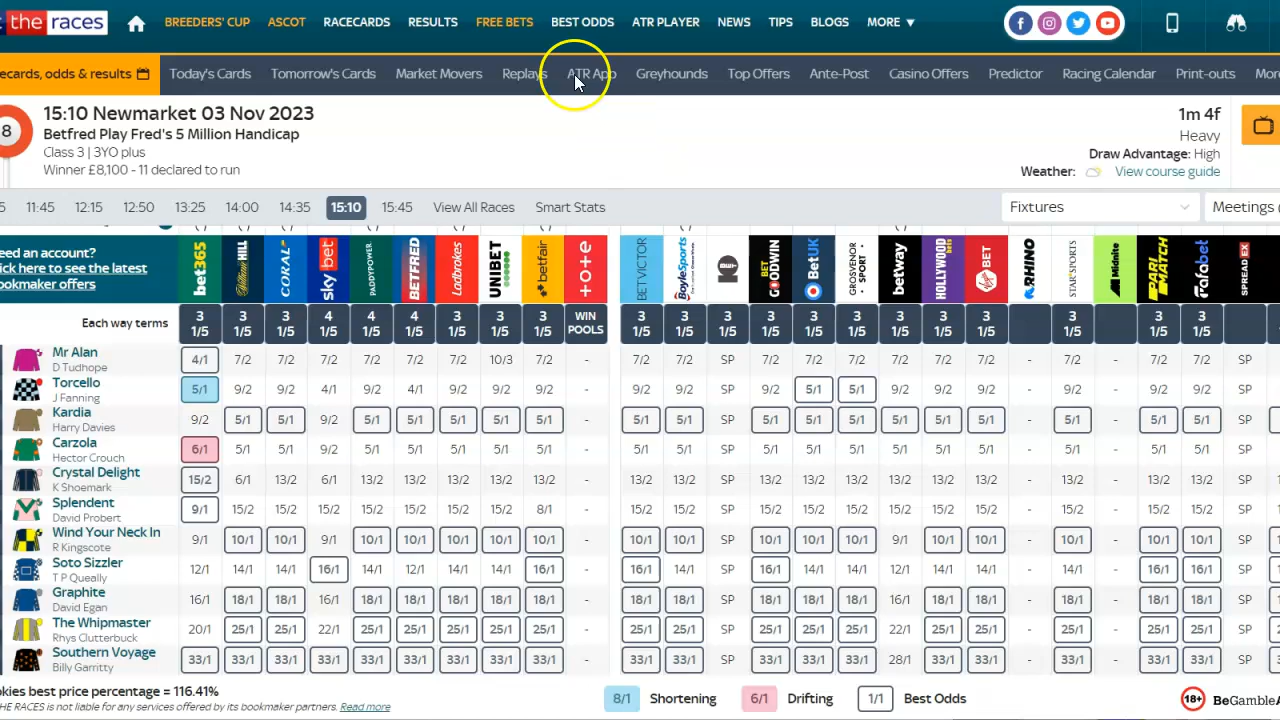 the races
BREEDERS' CUP ASCOT RACECARDS RESULTS FREE BETS BEST ODDS ATR PLAYER NEWS TIPS BLOGS MORE ▼
ecards, odds & results Today's Cards Tomorrow's Cards Market Movers Replays ATR App Greyhounds Top Offers Ante-Post Casino Offers Predictor Racing Calendar Print-outs Mor
8
15:10 Newmarket 03 Nov 2023
Betfred Play Fred's 5 Million Handicap
Class 3 | 3YO plus
Winner £8,100 - 11 declared to run
1m 4f
Heavy
Draw Advantage: High
Weather: View course guide
5 11:45 12:15 12:50 13:25 14:00 14:35 15:10 15:45 View All Races Smart Stats Fixtures Meetings (
eed an account?
ick here to see the latest
ookmaker offers
bet365 William HILL CORAL sky bet PADDYPOWER BETFRED Ladbrokes UNIBET betfair tote BETVICTOR BoyleSports BET GOODWIN BetUK GROSVENOR SPORT betway HOLLYWOOD bets Virgin BET RHINO STAR SPORTS Midnite PARIMATCH rafabet SPREADEX
Each way terms 3 3 3 4 4 4 3 3 3 WIN 3 3 3 3 3 3 3 3 3 3 3 3
1/5 1/5 1/5 1/5 1/5 1/5 1/5 1/5 1/5 POOLS 1/5 1/5 1/5 1/5 1/5 1/5 1/5 1/5 1/5 1/5 1/5 1/5
Mr Alan 4/1 7/2 7/2 7/2 7/2 7/2 7/2 10/3 7/2 - 7/2 7/2 SP 7/2 7/2 7/2 7/2 7/2 7/2 - 7/2 - 7/2 7/2 SP
D Tudhope
Torcello 5/1 9/2 9/2 4/1 9/2 4/1 9/2 9/2 9/2 - 9/2 9/2 SP 9/2 5/1 5/1 9/2 9/2 9/2 - 9/2 - 9/2 9/2 SP
J Fanning
Kardia 9/2 5/1 5/1 9/2 5/1 5/1 5/1 5/1 5/1 - 5/1 5/1 SP 5/1 5/1 5/1 5/1 5/1 5/1 - 5/1 - 5/1 5/1 SP
Harry Davies
Carzola 6/1 5/1 5/1 9/2 5/1 5/1 5/1 5/1 5/1 - 5/1 5/1 SP 5/1 5/1 5/1 5/1 5/1 5/1 - 5/1 - 5/1 5/1 SP
Hector Crouch
Crystal Delight 15/2 6/1 13/2 6/1 13/2 13/2 13/2 13/2 13/2 - 13/2 13/2 SP 13/2 13/2 13/2 13/2 13/2 13/2 - 13/2 - 13/2 13/2 SP
K Shoemark
Splendent 9/1 15/2 15/2 15/2 15/2 15/2 15/2 15/2 8/1 - 15/2 15/2 SP 15/2 15/2 15/2 15/2 15/2 15/2 - 15/2 - 15/2 15/2 SP
David Probert
Wind Your Neck In 9/1 10/1 10/1 9/1 10/1 10/1 10/1 10/1 10/1 - 10/1 10/1 SP 10/1 10/1 10/1 9/1 10/1 10/1 - 10/1 - 10/1 10/1 SP
R Kingscote
Soto Sizzler 12/1 14/1 14/1 16/1 14/1 12/1 14/1 14/1 16/1 - 16/1 14/1 SP 16/1 14/1 14/1 12/1 14/1 14/1 - 14/1 - 16/1 16/1 SP
T P Queally
Graphite 16/1 18/1 18/1 16/1 18/1 18/1 18/1 18/1 18/1 - 18/1 18/1 SP 18/1 18/1 18/1 16/1 18/1 18/1 - 18/1 - 18/1 18/1 SP
David Egan
The Whipmaster 20/1 25/1 25/1 22/1 25/1 25/1 25/1 25/1 25/1 - 25/1 25/1 SP 25/1 25/1 25/1 22/1 25/1 25/1 - 25/1 - 25/1 25/1 SP
Rhys Clutterbuck
Southern Voyage 33/1 33/1 33/1 33/1 33/1 33/1 33/1 33/1 33/1 - 33/1 33/1 SP 33/1 33/1 33/1 28/1 33/1 33/1 - 33/1 - 33/1 33/1 SP
Billy Garritty
okies best price percentage = 116.41% 8/1 Shortening 6/1 Drifting 1/1 Best Odds 18+ BeGambleA
HE RACES is not liable for any services offered by its bookmaker partners. Read more